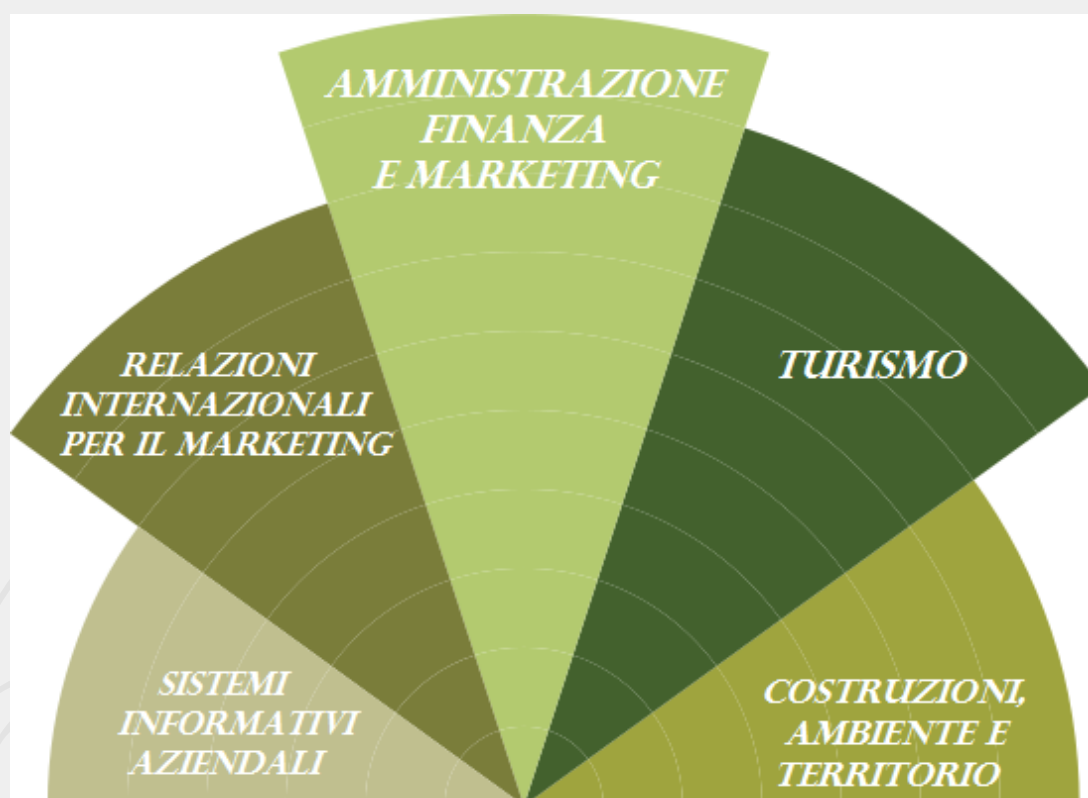 AMMINISTRAZIONE
FINANZA
E MARKETING
RELAZIONI
INTERNAZIONALI
PER IL MARKETING
TURISMO
SISTEMI
INFORMATIVI
AZIENDALI
COSTRUZIONI,
AMBIENTE E
TERRITORIO